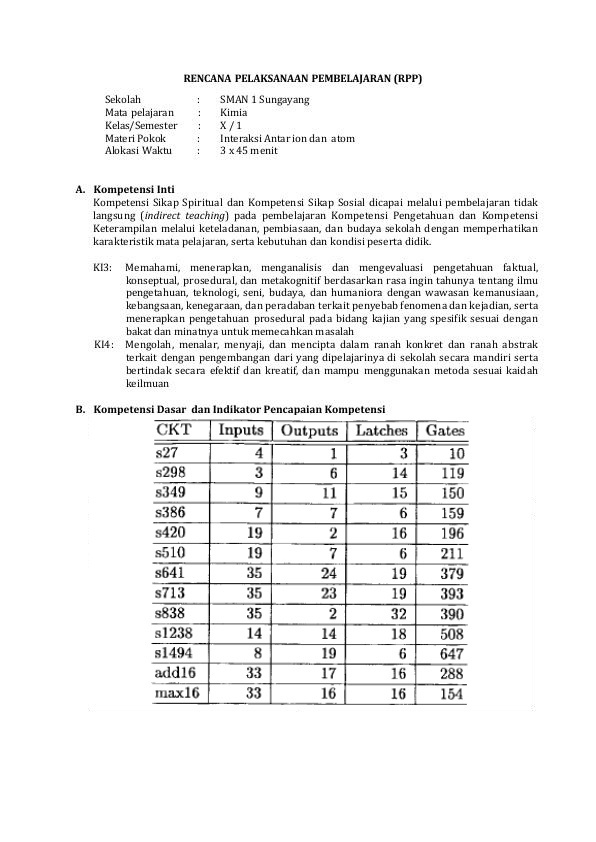 RENCANA PELAKSANAAN PEMBELAJARAN (RPP)
Sekolah : SMAN 1 Sungayang
Mata pelajaran : Kimia
Kelas/Semester : X / 1
Materi Pokok : Interaksi Antar ion dan atom
Alokasi Waktu : 3 x 45 menit
A. Kompetensi Inti
Kompetensi Sikap Spiritual dan Kompetensi Sikap Sosial dicapai melalui pembelajaran tidak
langsung (indirect teaching) pada pembelajaran Kompetensi Pengetahuan dan Kompetensi
Keterampilan melalui keteladanan, pembiasaan, dan budaya sekolah dengan memperhatikan
karakteristik mata pelajaran, serta kebutuhan dan kondisi peserta didik.
KI3: Memahami, menerapkan, menganalisis dan mengevaluasi pengetahuan faktual,
konseptual, prosedural, dan metakognitif berdasarkan rasa ingin tahunya tentang ilmu
pengetahuan, teknologi, seni, budaya, dan humaniora dengan wawasan kemanusiaan,
kebangsaan, kenegaraan, dan peradaban terkait penyebab fenomena dan kejadian, serta
menerapkan pengetahuan prosedural pada bidang kajian yang spesifik sesuai dengan
bakat dan minatnya untuk memecahkan masalah
KI4: Mengolah, menalar, menyaji, dan mencipta dalam ranah konkret dan ranah abstrak
terkait dengan pengembangan dari yang dipelajarinya di sekolah secara mandiri serta
bertindak secara efektif dan kreatif, dan mampu menggunakan metoda sesuai kaidah
keilmuan
B. Kompetensi Dasar dan Indikator Pencapaian Kompetensi
CKT Inputs Outputs Latches Gates
s27 4 1 3 10
s298 3 6 14 119
s349 9 11 15 150
s386 7 7 6 159
s420 19 2 16 196
s510 19 7 6 211
s641 35 24 19 379
s713 35 23 19 393
s838 35 2 32 390
s1238 14 14 18 508
s1494 8 19 6 647
add16 33 17 16 288
max16 33 16 16 154